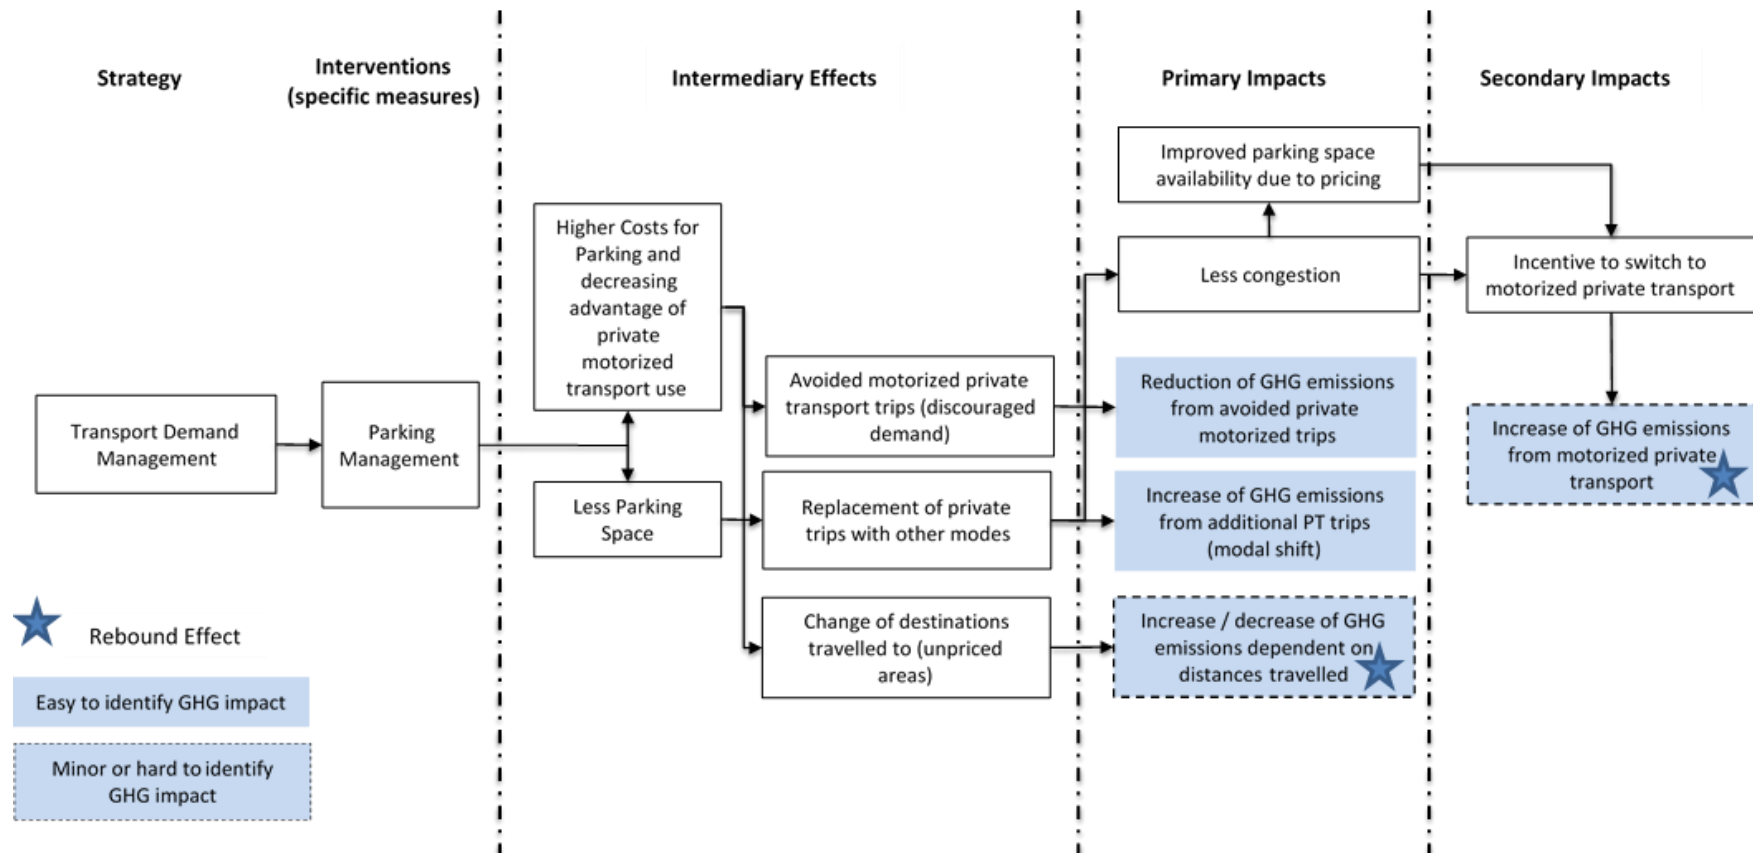 Strategy
Interventions
(specific measures)
Intermediary Effects
Primary Impacts
Secondary Impacts
Transport Demand
Management
Parking
Management
Higher Costs for
Parking and
decreasing
advantage of
private
motorized
transport use
Less Parking
Space
Avoided motorized private
transport trips (discouraged
demand)
Replacement of private
trips with other modes
Change of destinations
travelled to (unpriced
areas)
Improved parking space
availability due to pricing
Less congestion
Reduction of GHG emissions
from avoided private
motorized trips
Increase of GHG emissions
from additional PT trips
(modal shift)
Increase / decrease of GHG
emissions dependent on
distances travelled
Incentive to switch to
motorized private transport
Increase of GHG emissions
from motorized private
transport
Rebound Effect
Easy to identify GHG impact
Minor or hard to identify
GHG impact